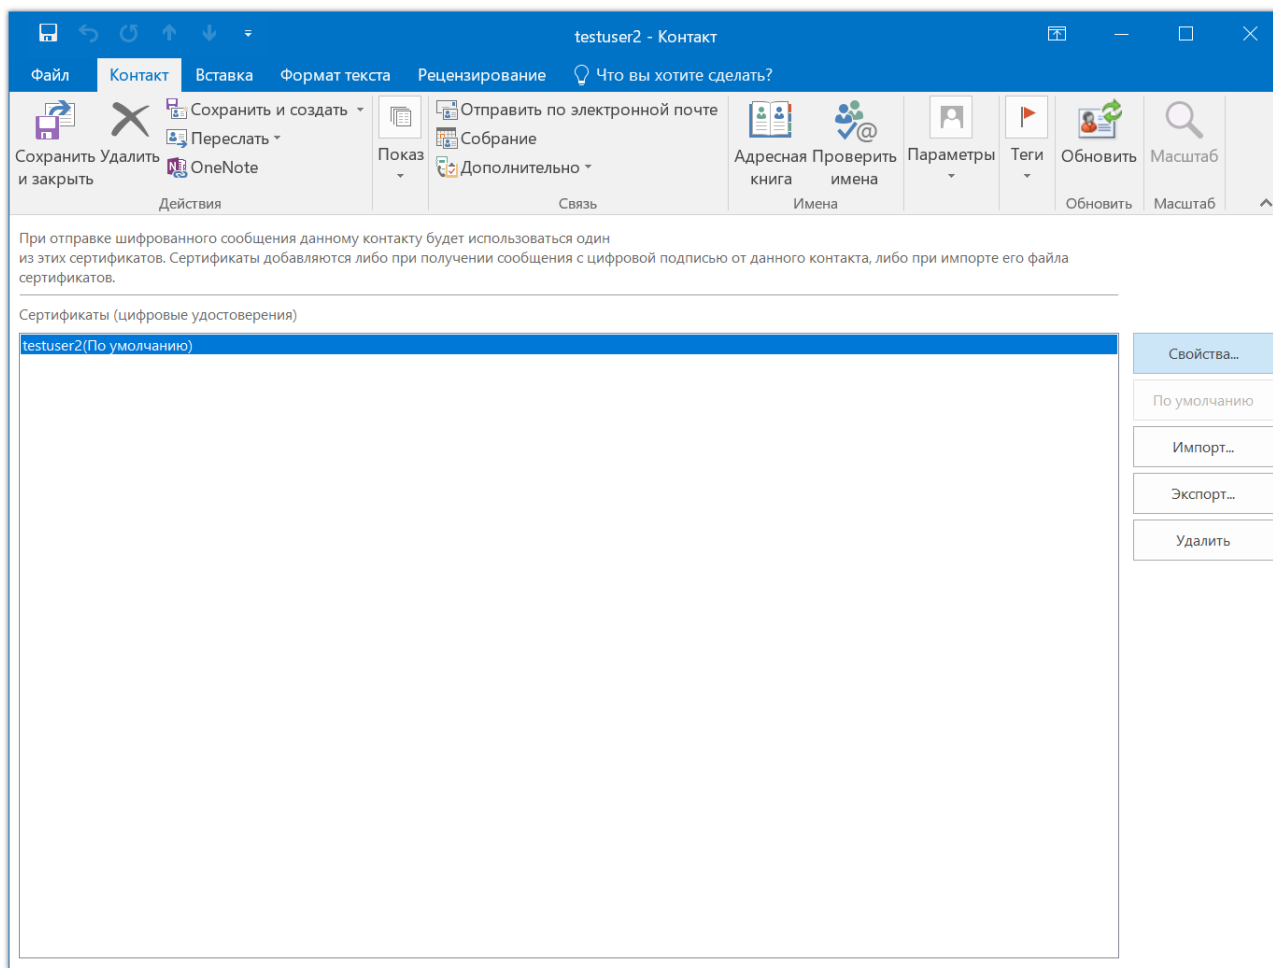 testuser2 - Контакт
Файл Контакт Вставка Формат текста Рецензирование Что вы хотите сделать?
Сохранить и закрыть
Удалить
Сохранить и создать
Переслать
OneNote
Действия
Показ
Отправить по электронной почте
Собрание
Дополнительно
Связь
Адресная книга
Проверить имена
Имена
Параметры
Теги
Обновить
Обновить
Масштаб
Масштаб
При отправке шифрованного сообщения данному контакту будет использоваться один
из этих сертификатов. Сертификаты добавляются либо при получении сообщения с цифровой подписью от данного контакта, либо при импорте его файла
сертификатов.
Сертификаты (цифровые удостоверения)
testuser2(По умолчанию)
Свойства...
По умолчанию
Импорт...
Экспорт...
Удалить